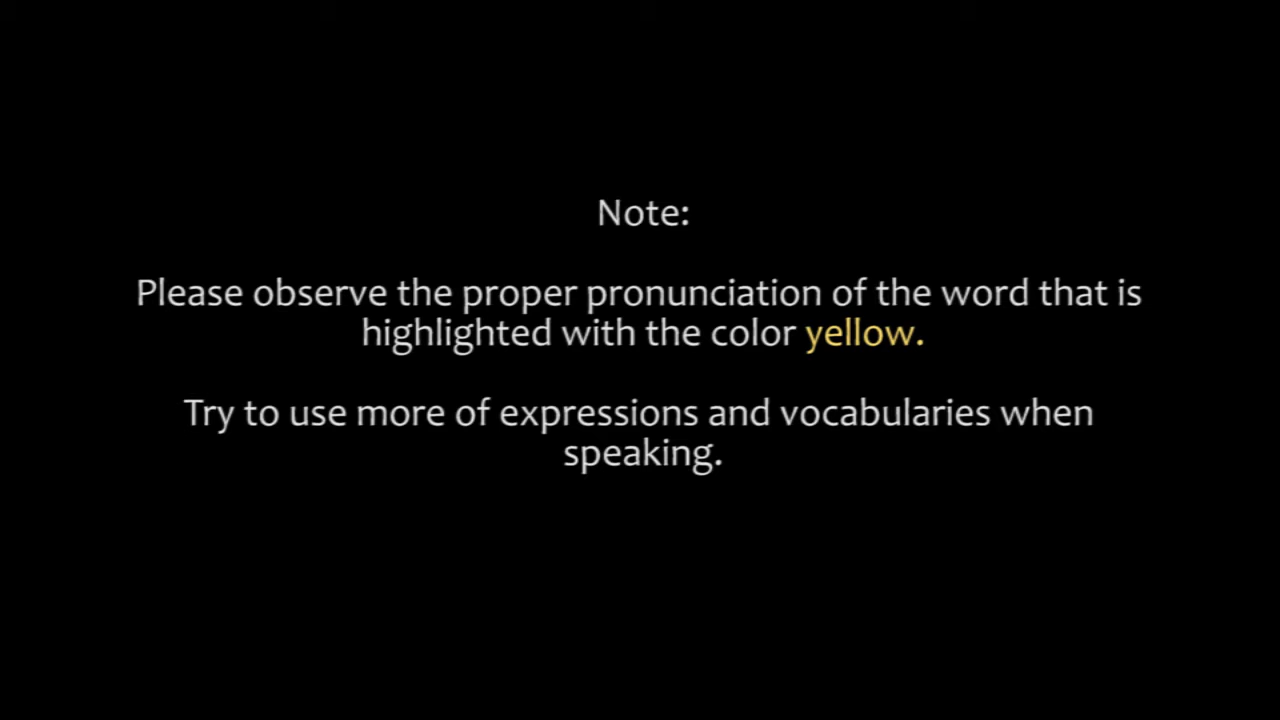 Note:
Please observe the proper pronunciation of the word that is
highlighted with the color yellow.
Try to use more of expressions and vocabularies when
speaking.